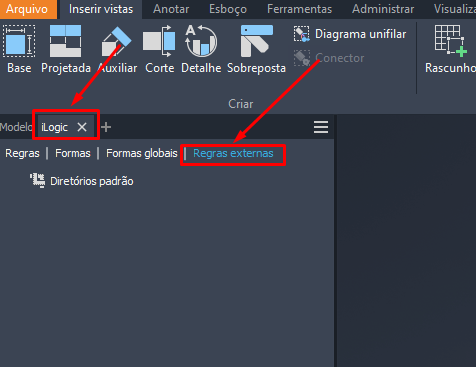 Arquivo Inserir vistas Anotar Esboço Ferramentas Administrar Visualiza
Base Projetada Auxiliar Corte Detalhe Sobreposta Diagrama unifilar Conector Rascunho
Criar
Modelo iLogic × +
Regras | Formas | Formas globais | Regras externas
Diretórios padrão